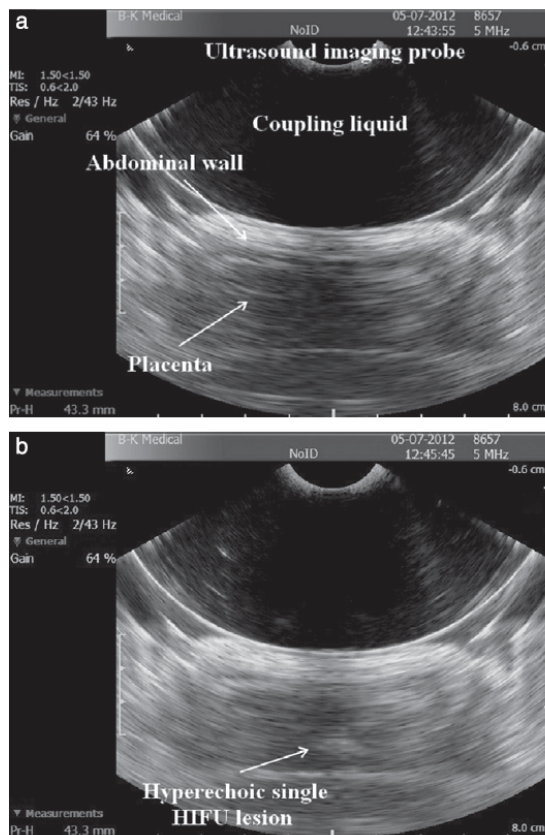 a
B-K Medical 05-07-2012 8657
NoID 12:43:55 5 MHz
Ultrasound imaging probe
-0.6 cm
MI: 1.50<1.50
TIS: 0.6<2.0
Res / Hz 2/43 Hz
General
Gain 64 %
Coupling liquid
Abdominal wall
Placenta
Measurements
Pr-H 43.3 mm
8.0 cm
b
B-K Medical 05-07-2012 8657
NoID 12:45:45 5 MHz
-0.6 cm
MI: 1.50<1.50
TIS: 0.6<2.0
Res / Hz 2/43 Hz
General
Gain 64 %
Hyperechoic single
HIFU lesion
Measurements
Pr-H 43.3 mm
8.0 cm